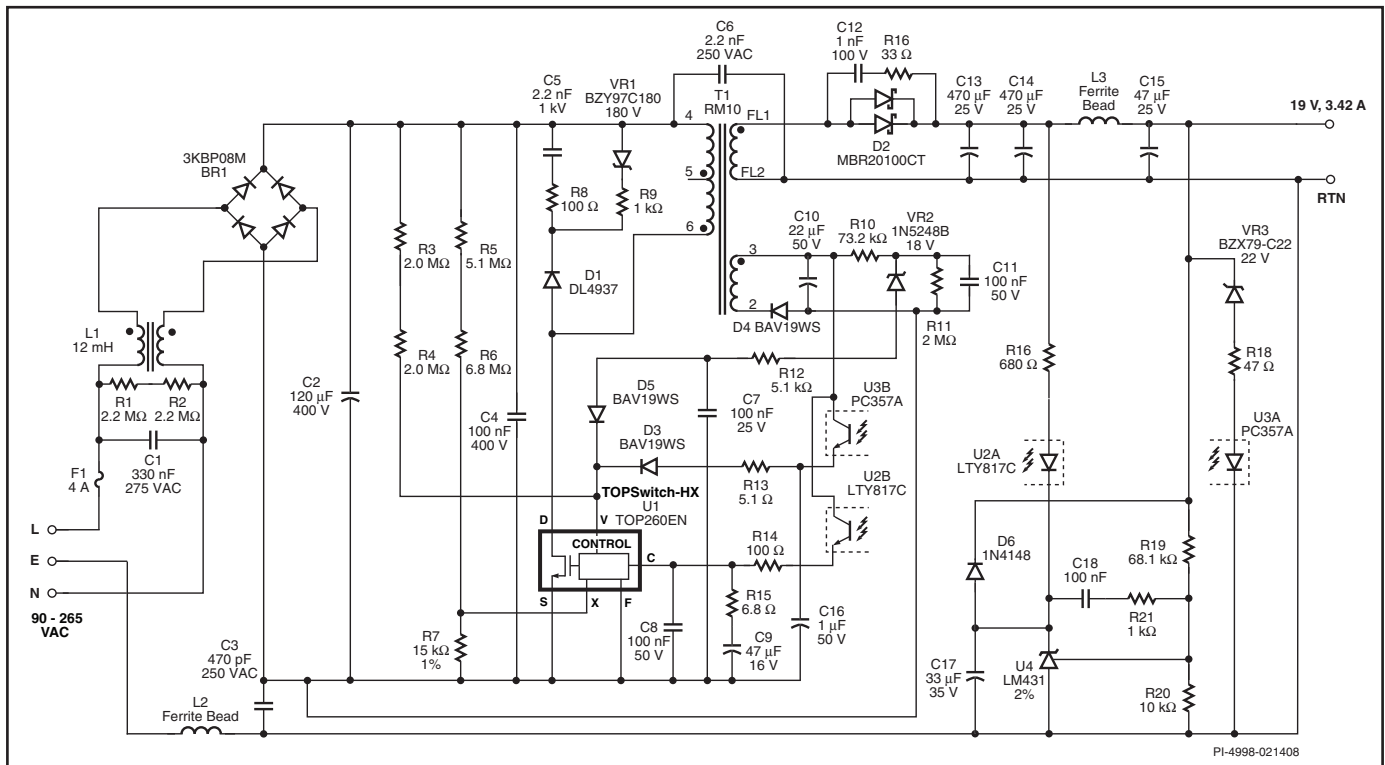 C6
2.2 nF
250 VAC
C12
1 nF
100 V
R16
33 Ω
C5
2.2 nF
1 kV
VR1
BZY97C180
180 V
T1
RM10
C13
470 µF
25 V
C14
470 µF
25 V
L3
Ferrite
Bead
C15
47 µF
25 V
19 V, 3.42 A
4
FL1
D2
MBR20100CT
3KBP08M
BR1
5
FL2
RTN
R8
100 Ω
R9
1 kΩ
6
C10
22 µF
50 V
R10
73.2 kΩ
VR2
1N5248B
18 V
VR3
BZX79-C22
22 V
R3
2.0 MΩ
R5
5.1 MΩ
3
C11
100 nF
50 V
D1
DL4937
2
D4 BAV19WS
R11
2 MΩ
L1
12 mH
R4
2.0 MΩ
R6
6.8 MΩ
R16
680 Ω
R18
47 Ω
R12
5.1 kΩ
R1
2.2 MΩ
R2
2.2 MΩ
C2
120 µF
400 V
D5
BAV19WS
C7
100 nF
25 V
U3B
PC357A
C4
100 nF
400 V
D3
BAV19WS
U3A
PC357A
C1
330 nF
275 VAC
U2A
LTY817C
F1
4 A
R13
5.1 Ω
U2B
LTY817C
TOPSwitch-HX
U1
TOP260EN
L
D
V
CONTROL
C
R14
100 Ω
D6
1N4148
R19
68.1 kΩ
E
C18
100 nF
N
S
X
F
R15
6.8 Ω
R21
1 kΩ
90 - 265
VAC
C16
1 µF
50 V
R7
15 kΩ
1%
C8
100 nF
50 V
C9
47 µF
16 V
C3
470 pF
250 VAC
C17
33 µF
35 V
U4
LM431
2%
R20
10 kΩ
L2
Ferrite Bead
PI-4998-021408